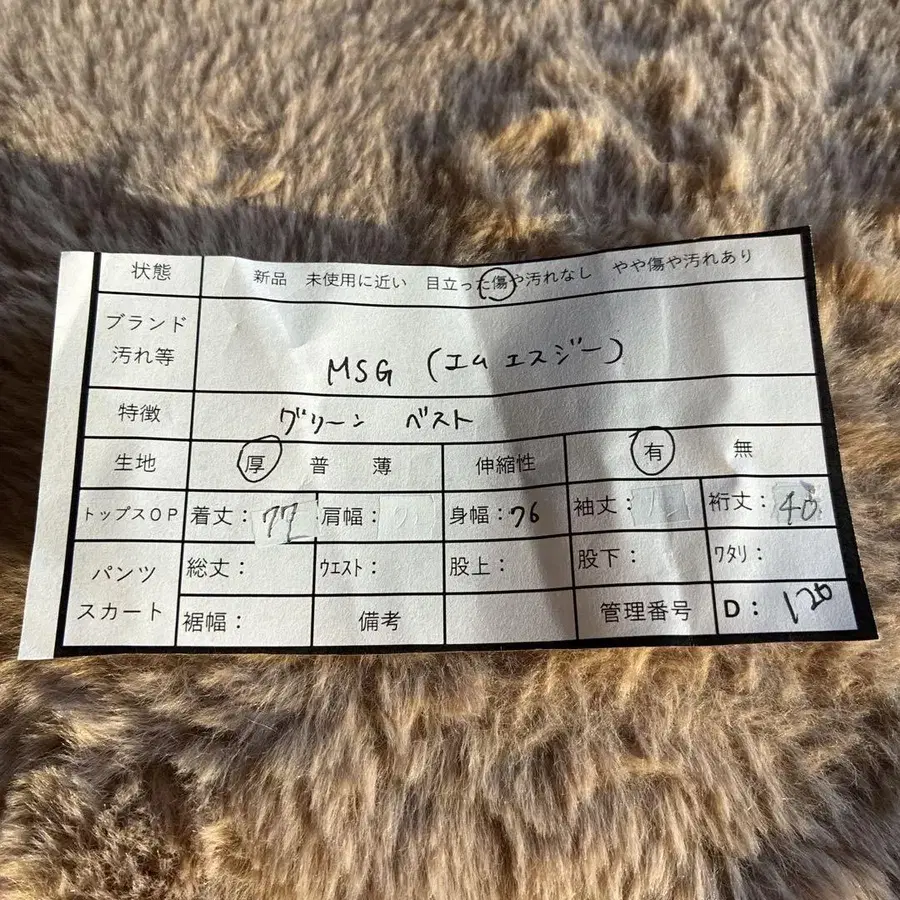 状態 新品 未使用に近い 目立った傷や汚れなし やや傷や汚れあり
ブランド
汚れ等
MSG (エムエスジー)
特徴 グリーン ベスト
生地 厚 普 薄 伸縮性 有 無
トップスOP 着丈: 77 肩幅: 身幅:76 袖丈: 裄丈: 40
パンツ
スカート
総丈: ウエスト: 股上: 股下: ワタリ:
裾幅: 備考 管理番号 D: 120